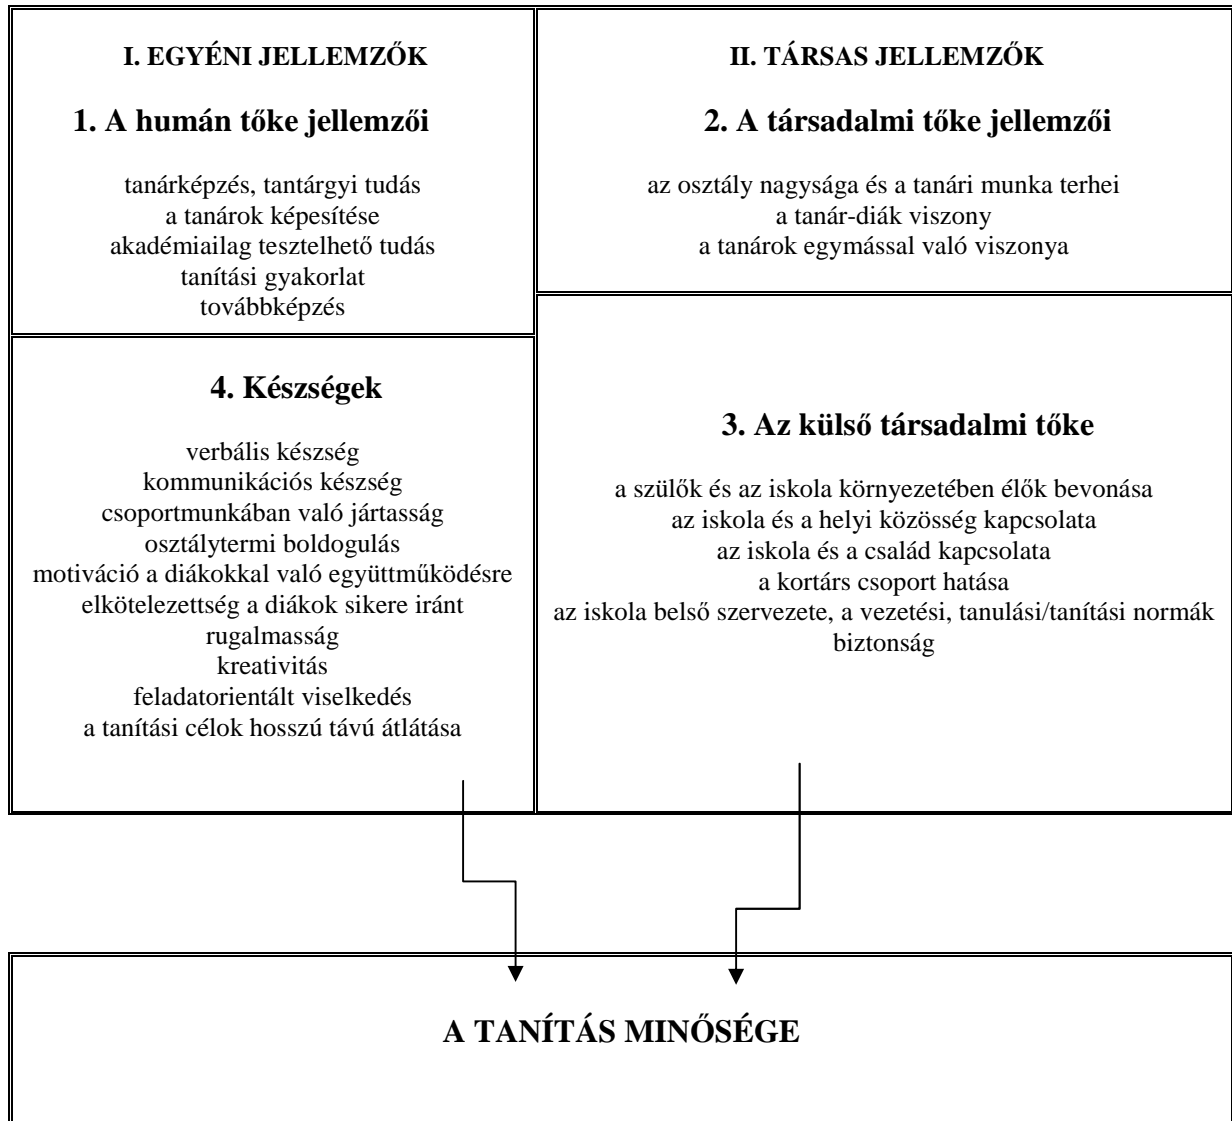 I. EGYÉNI JELLEMZŐK
1. A humán tőke jellemzői
tanárképzés, tantárgyi tudás
a tanárok képesítése
akadémiailag tesztelhető tudás
tanítási gyakorlat
továbbképzés
II. TÁRSAS JELLEMZŐK
2. A társadalmi tőke jellemzői
az osztály nagysága és a tanári munka terhei
a tanár-diák viszony
a tanárok egymással való viszonya
4. Készségek
verbális készség
kommunikációs készség
csoportmunkában való jártasság
osztálytermi boldogulás
motiváció a diákokkal való együttműködésre
elkötelezettség a diákok sikere iránt
rugalmasság
kreativitás
feladatorientált viselkedés
a tanítási célok hosszú távú átlátása
3. Az külső társadalmi tőke
a szülők és az iskola környezetében élők bevonása
az iskola és a helyi közösség kapcsolata
az iskola és a család kapcsolata
a kortárs csoport hatása
az iskola belső szervezete, a vezetési, tanulási/tanítási normák
biztonság
A TANÍTÁS MINŐSÉGE